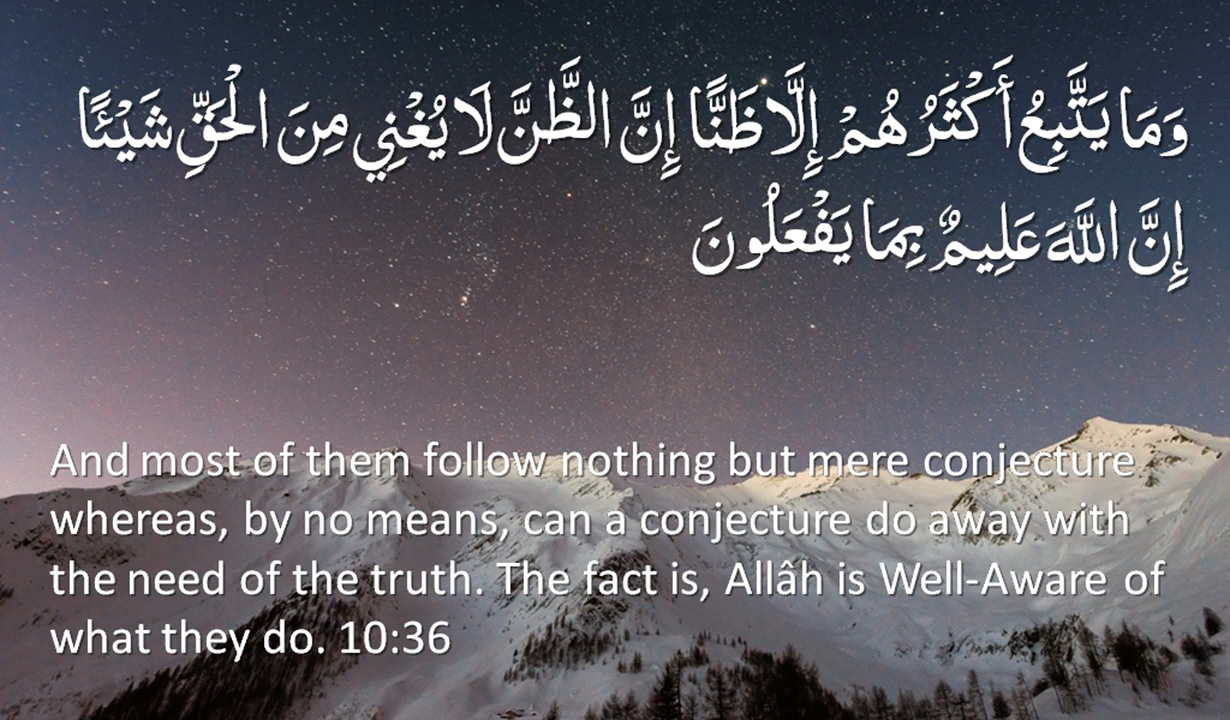 وَمَا يَتَّبِعُ أَكْثَرُهُمْ إِلَّا ظَنًّا إِنَّ الظَّنَّ لَا يُغْنِي مِنَ الْحَقِّ شَيْئًا
إِنَّ اللَّهَ عَلِيمٌ بِمَا يَفْعَلُونَ
And most of them follow nothing but mere conjecture
whereas, by no means, can a conjecture do away with
the need of the truth. The fact is, Allâh is Well-Aware of
what they do. 10:36